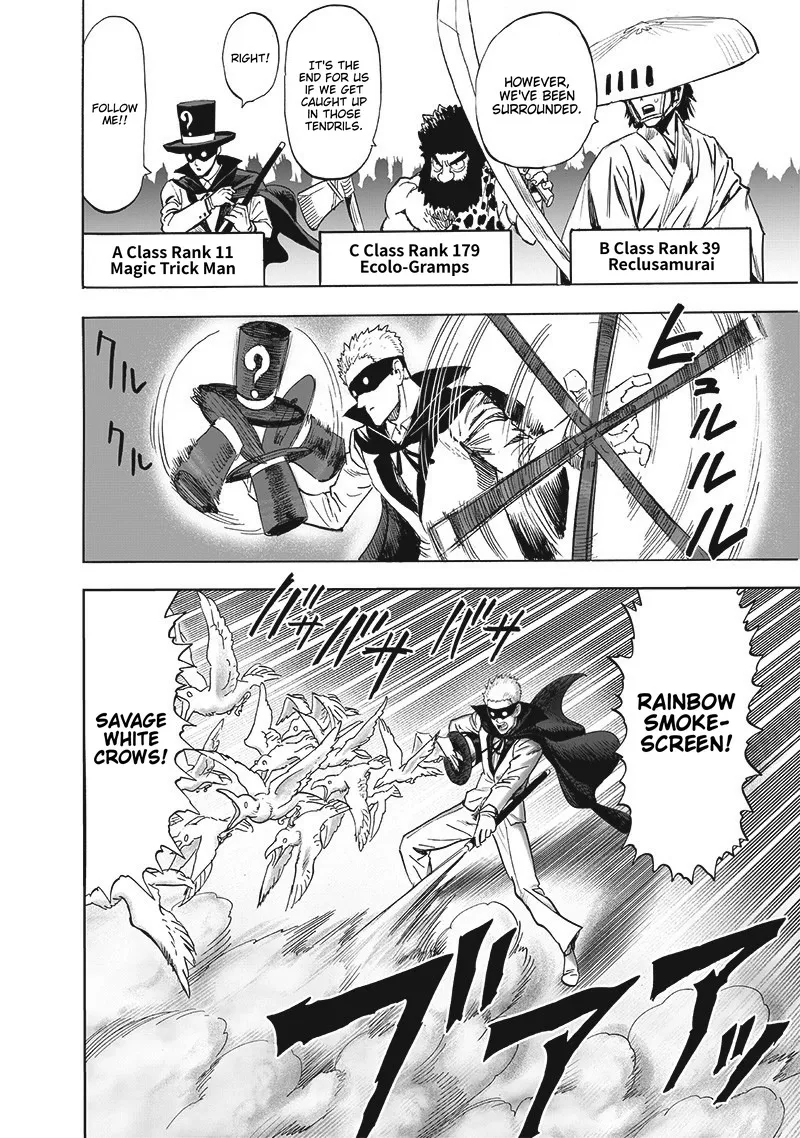 HOWEVER,
WE'VE BEEN
SURROUNDED.
IT'S THE
END FOR US
IF WE GET
CAUGHT UP
IN THOSE
TENDRILS.
RIGHT!
FOLLOW
ME!!
B Class Rank 39
Reclusamurai
C Class Rank 179
Ecolo-Gramps
?
A Class Rank 11
Magic Trick Man
ヒュルルル
?
クル
クル
RAINBOW
SMOKE-
SCREEN!
バサ
バサ
バサ
SAVAGE
WHITE
CROWS!
ブアアッ